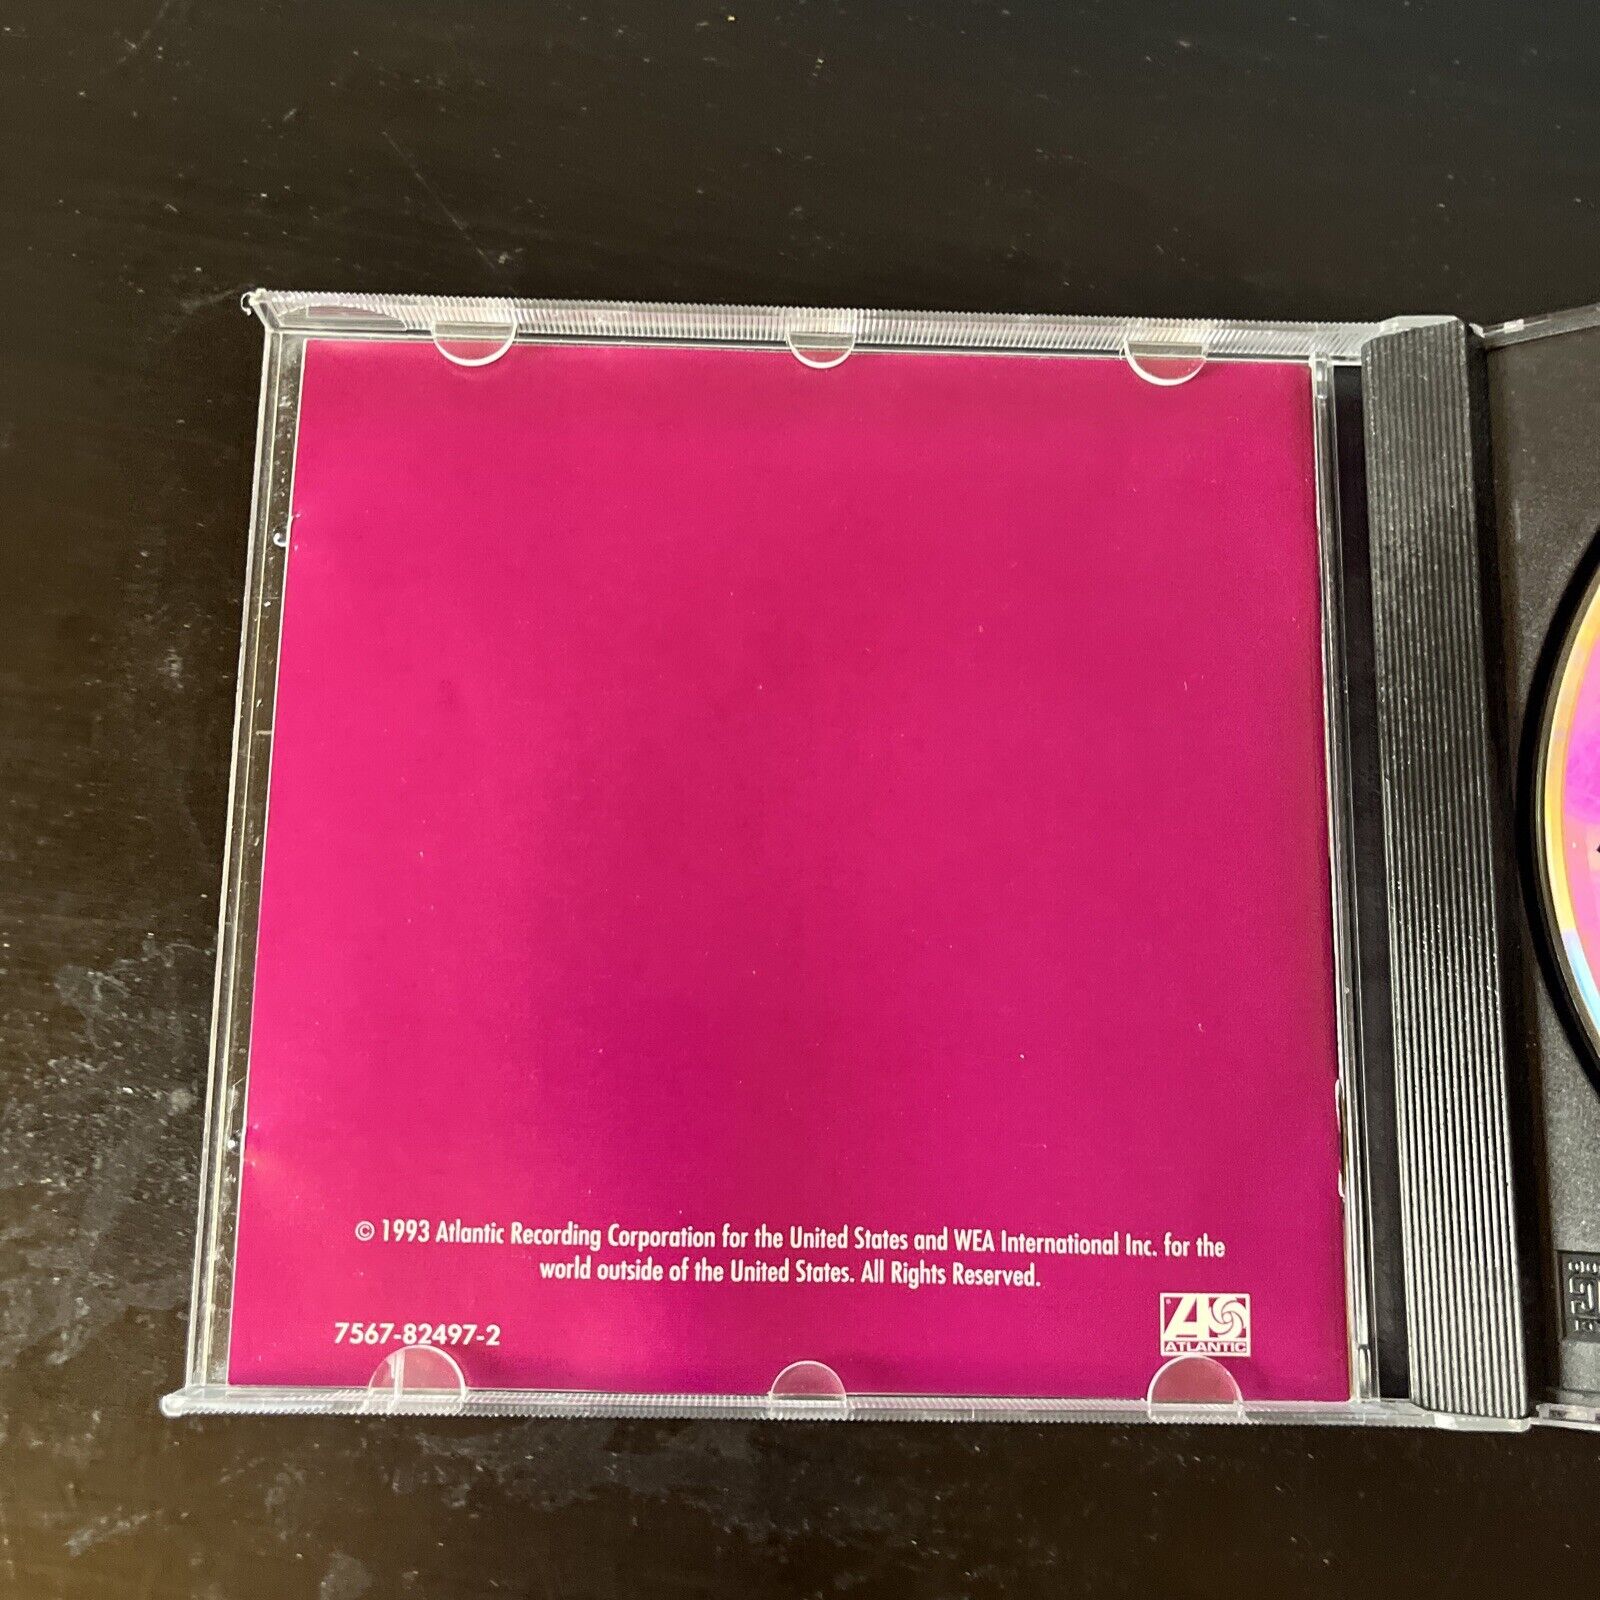 © 1993 Atlantic Recording Corporation for the United States and WEA International Inc. for the
world outside of the United States. All Rights Reserved.
7567-82497-2
ATLANTIC